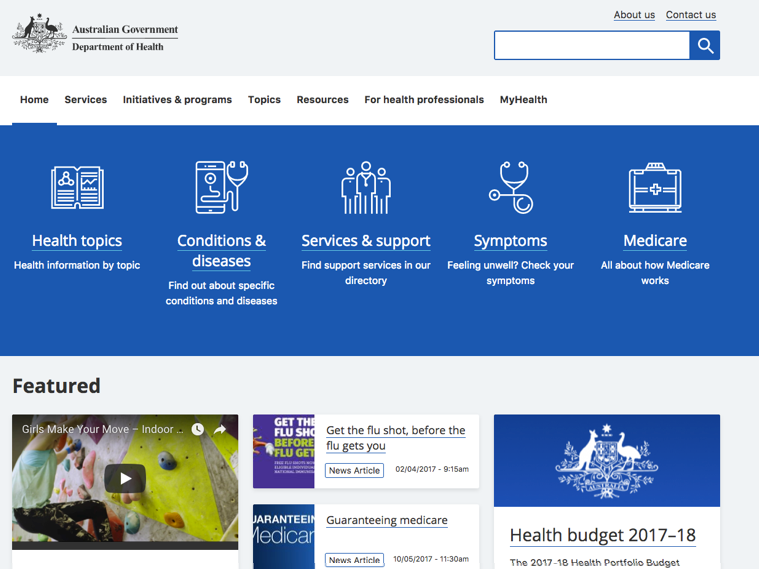 About us Contact us
Australian Government
Department of Health
Home Services Initiatives & programs Topics Resources For health professionals MyHealth
Health topics
Health information by topic
Conditions &
diseases
Find out about specific
conditions and diseases
Services & support
Find support services in our
directory
Symptoms
Feeling unwell? Check your
symptoms
Medicare
All about how Medicare
works
Featured
Girls Make Your Move – Indoor ...
GET THE
FLU SHOT
BEFORE
FLU GET
Get the flu shot, before the
flu gets you
News Article 02/04/2017 - 9:15am
Guaranteeing medicare
News Article 10/05/2017 - 11:30am
AUSTRALIA
Health budget 2017–18
The 2017-18 Health Portfolio Budget